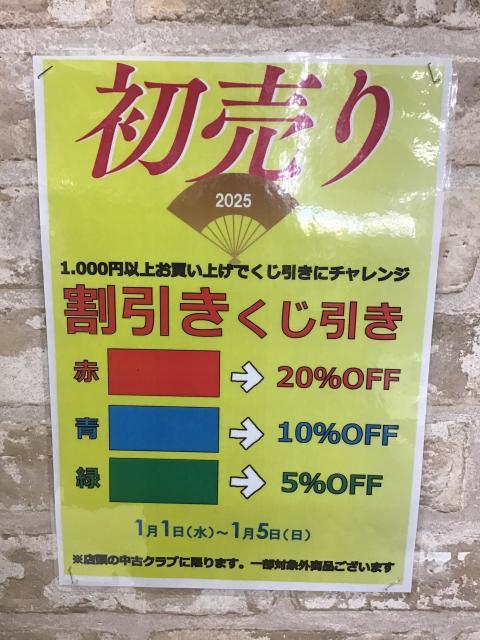 初売り
2025
1.000円以上お買い上げでくじ引きにチャレンジ
割引きくじ引き
赤 → 20%OFF
青 → 10%OFF
緑 → 5%OFF
1月1日(水)~1月5日(日)
※店頭の中古クラブに限ります。一部対象外商品ございます